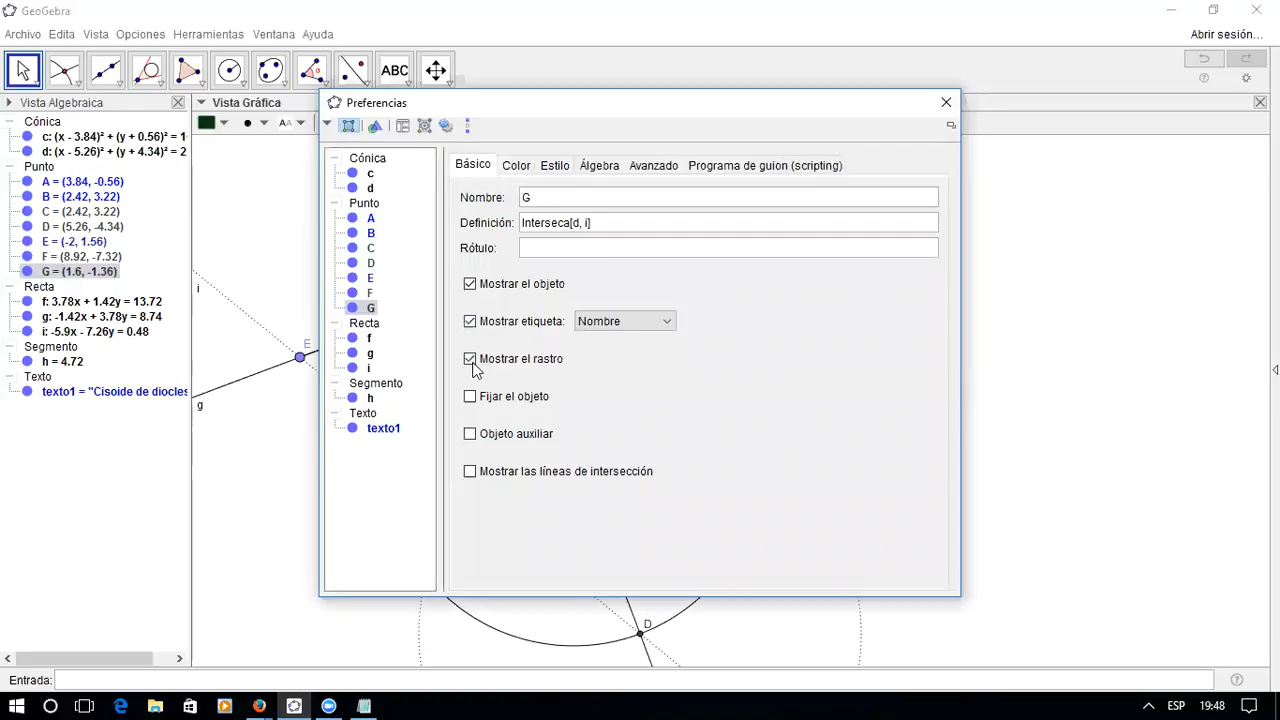 GeoGebra
Archivo Edita Vista Opciones Herramientas Ventana Ayuda
Abrir sesión...
ABC
Vista Algebraica
Vista Gráfica
AA
Cónica
c: (x - 3.84)² + (y + 0.56)² = 1
d: (x - 5.26)² + (y + 4.34)² = 2
Punto
A = (3.84, -0.56)
B = (2.42, 3.22)
C = (2.42, 3.22)
D = (5.26, -4.34)
E = (-2, 1.56)
F = (8.92, -7.32)
G = (1.6, -1.36)
Recta
f: 3.78x + 1.42y = 13.72
g: -1.42x + 3.78y = 8.74
i: -5.9x - 7.26y = 0.48
Segmento
h = 4.72
Texto
texto1 = "Cisoide de diocles
i
E
g
D
Preferencias
Cónica
c
d
Punto
A
B
C
D
E
F
G
Recta
f
g
i
Segmento
h
Texto
texto1
Básico Color Estilo Álgebra Avanzado Programa de guion (scripting)
Nombre: G
Definición: Interseca[d, i]
Rótulo:
Mostrar el objeto
Mostrar etiqueta: Nombre
Mostrar el rastro
Fijar el objeto
Objeto auxiliar
Mostrar las líneas de intersección
Entrada:
ESP 19:48